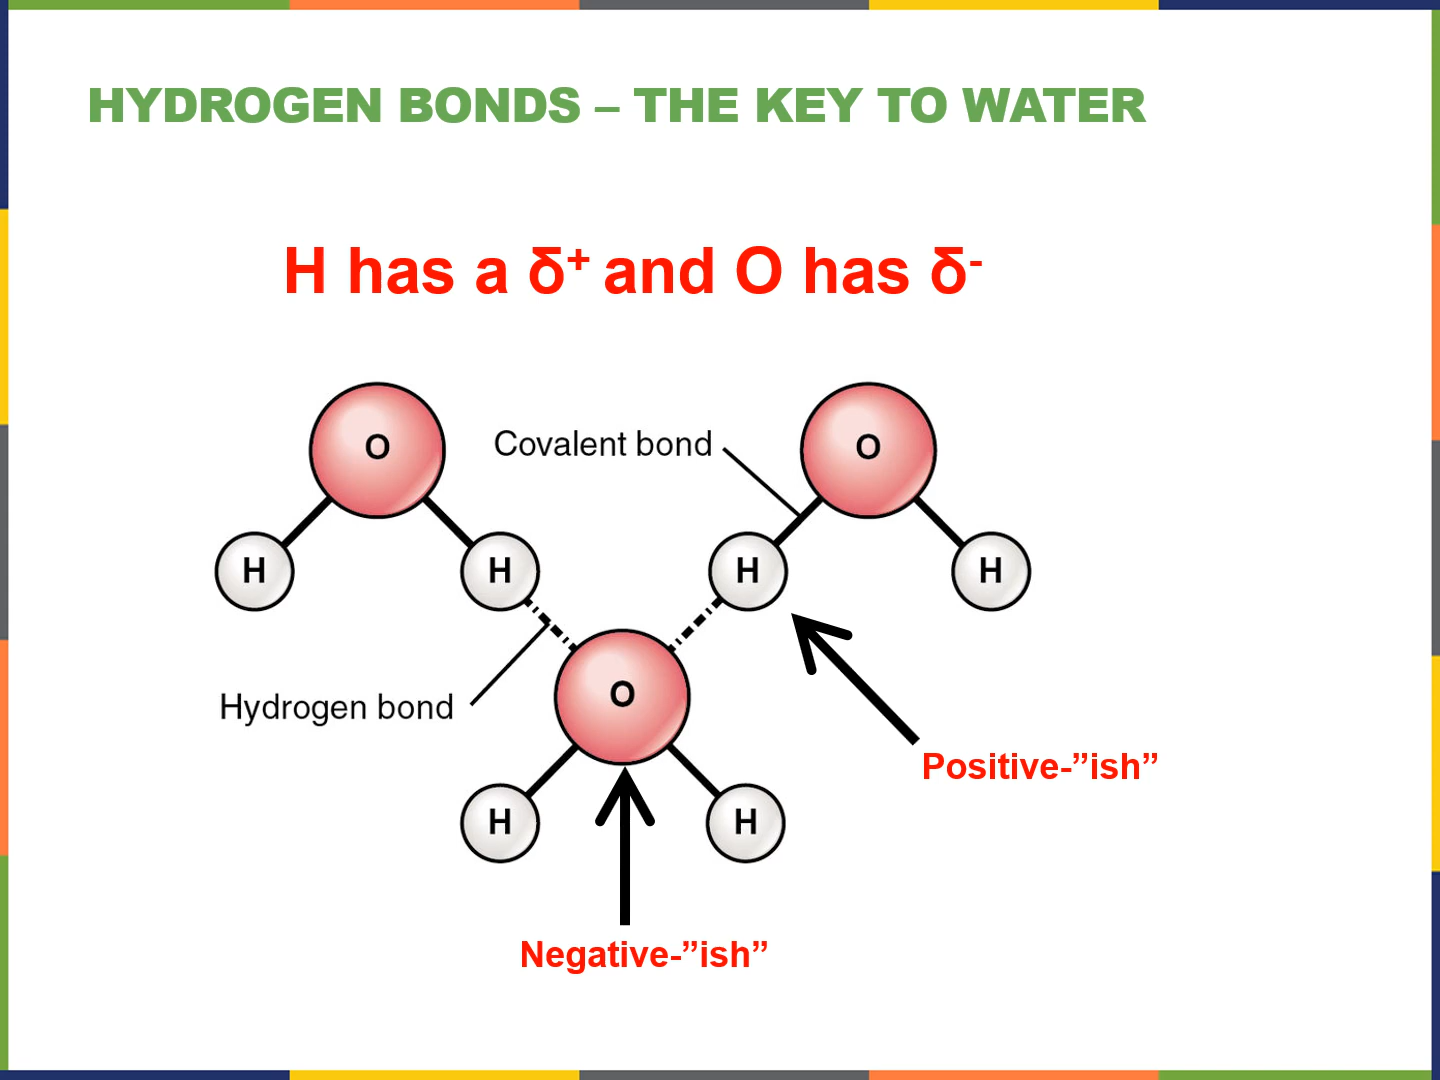 HYDROGEN BONDS – THE KEY TO WATER
H has a δ⁺ and O has δ⁻
O
Covalent bond
O
H
H
H
H
Hydrogen bond
O
Positive-”ish”
H
H
Negative-”ish”